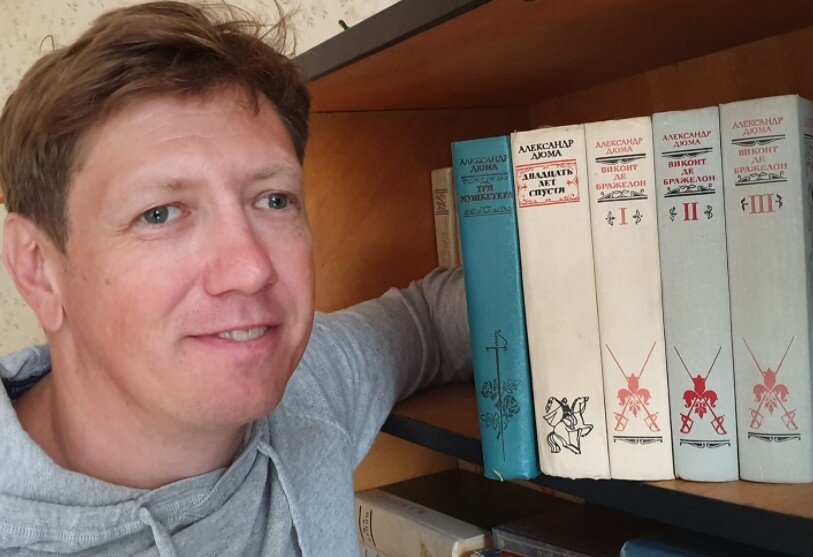 АЛЕКСАНДР
ДЮМА
ТРИ
МУШКЕТЕРА
АЛЕКСАНДР
ДЮМА
ДВАДЦАТЬ
ЛЕТ
СПУСТЯ
АЛЕКСАНДР
ДЮМА
ВИКОНТ
ДЕ
БРАЖЕЛОН
I
АЛЕКСАНДР
ДЮМА
ВИКОНТ
ДЕ
БРАЖЕЛОН
II
АЛЕКСАНДР
ДЮМА
ВИКОНТ
ДЕ
БРАЖЕЛОН
III